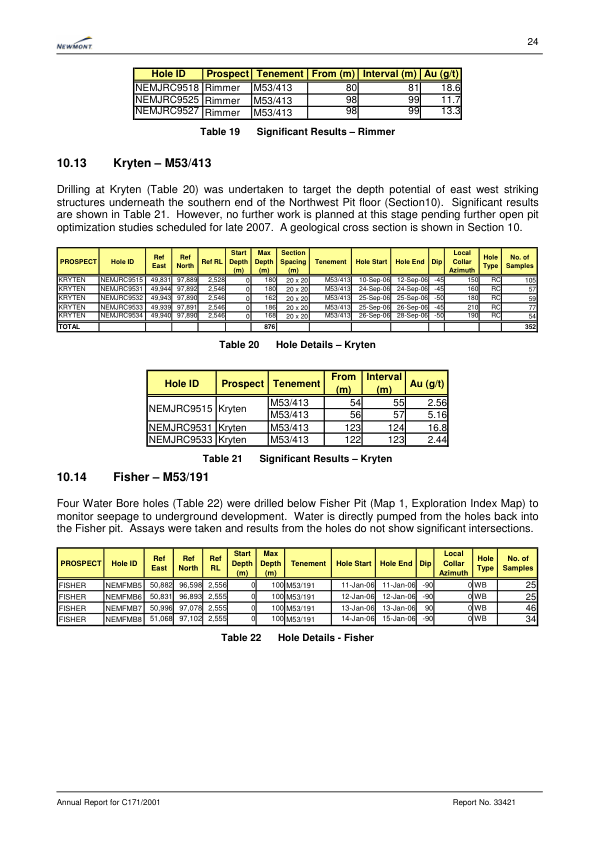 NEWMONT
24
Hole ID Prospect Tenement From (m) Interval (m) Au (g/t)
NEMJRC9518 Rimmer M53/413 80 81 18.6
NEMJRC9525 Rimmer M53/413 98 99 11.7
NEMJRC9527 Rimmer M53/413 98 99 13.3
Table 19 Significant Results – Rimmer
10.13 Kryten – M53/413
Drilling at Kryten (Table 20) was undertaken to target the depth potential of east west striking
structures underneath the southern end of the Northwest Pit floor (Section10). Significant results
are shown in Table 21. However, no further work is planned at this stage pending further open pit
optimization studies scheduled for late 2007. A geological cross section is shown in Section 10.
PROSPECT Hole ID Ref East Ref North Ref RL Start Depth (m) Max Depth (m) Section Spacing (m) Tenement Hole Start Hole End Dip Local Collar Azimuth Hole Type No. of Samples
KRYTEN NEMJRC9515 49,831 97,889 2,528 0 180 20 x 20 M53/413 10-Sep-06 12-Sep-06 -45 150 RC 105
KRYTEN NEMJRC9531 49,944 97,892 2,546 0 180 20 x 20 M53/413 24-Sep-06 24-Sep-06 -45 160 RC 57
KRYTEN NEMJRC9532 49,943 97,890 2,546 0 162 20 x 20 M53/413 25-Sep-06 25-Sep-06 -50 180 RC 59
KRYTEN NEMJRC9533 49,939 97,891 2,546 0 186 20 x 20 M53/413 25-Sep-06 26-Sep-06 -45 210 RC 77
KRYTEN NEMJRC9534 49,940 97,890 2,546 0 168 20 x 20 M53/413 26-Sep-06 28-Sep-06 -50 190 RC 54
TOTAL 876 352
Table 20 Hole Details – Kryten
Hole ID Prospect Tenement From (m) Interval (m) Au (g/t)
NEMJRC9515 Kryten M53/413 54 55 2.56
M53/413 56 57 5.16
NEMJRC9531 Kryten M53/413 123 124 16.8
NEMJRC9533 Kryten M53/413 122 123 2.44
Table 21 Significant Results – Kryten
10.14 Fisher – M53/191
Four Water Bore holes (Table 22) were drilled below Fisher Pit (Map 1, Exploration Index Map) to
monitor seepage to underground development. Water is directly pumped from the holes back into
the Fisher pit. Assays were taken and results from the holes do not show significant intersections.
PROSPECT Hole ID Ref East Ref North Ref RL Start Depth (m) Max Depth (m) Tenement Hole Start Hole End Dip Local Collar Azimuth Hole Type No. of Samples
FISHER NEMFMB5 50,882 96,598 2,556 0 100 M53/191 11-Jan-06 11-Jan-06 -90 0 WB 25
FISHER NEMFMB6 50,831 96,893 2,555 0 100 M53/191 12-Jan-06 12-Jan-06 -90 0 WB 25
FISHER NEMFMB7 50,996 97,078 2,555 0 100 M53/191 13-Jan-06 13-Jan-06 90 0 WB 46
FISHER NEMFMB8 51,068 97,102 2,555 0 100 M53/191 14-Jan-06 15-Jan-06 -90 0 WB 34
Table 22 Hole Details - Fisher
Annual Report for C171/2001 Report No. 33421